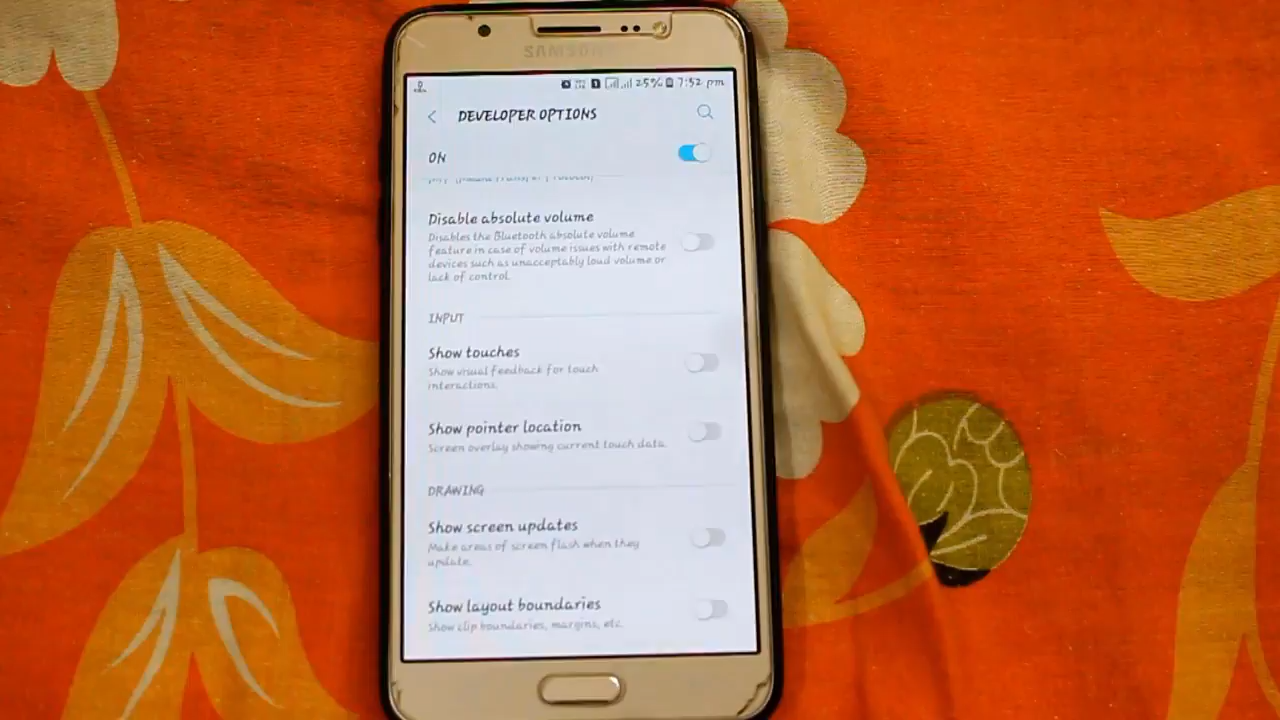 SAMSUNG
25% 7:52 pm
DEVELOPER OPTIONS
ON
Disable absolute volume
Disables the Bluetooth absolute volume
feature in case of volume issues with remote
devices such as unacceptably loud volume or
lack of control.
INPUT
Show touches
Show visual feedback for touch
interactions.
Show pointer location
Screen overlay showing current touch data.
DRAWING
Show screen updates
Make areas of screen flash when they
update.
Show layout boundaries
Show clip boundaries, margins, etc.